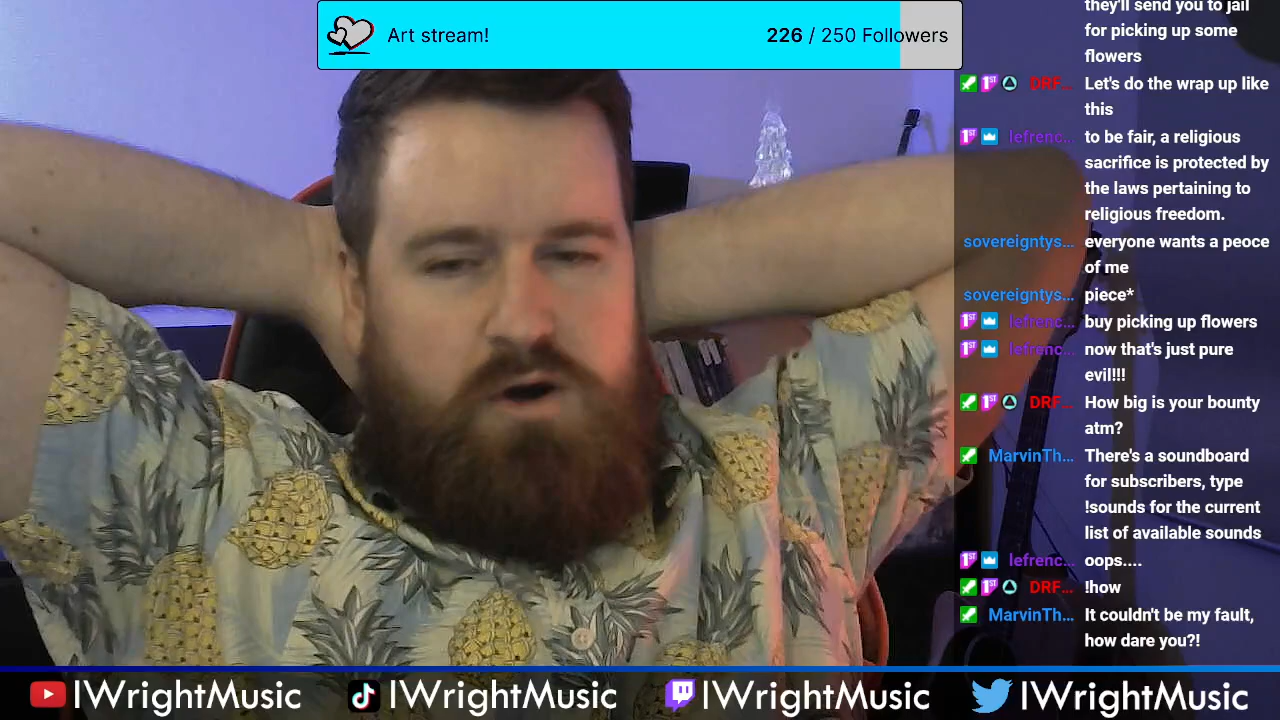 Art stream!
226 / 250 Followers
they'll send you to jail
for picking up some
flowers
DRF... Let's do the wrap up like
this
lefrenc... to be fair, a religious
sacrifice is protected by
the laws pertaining to
religious freedom.
sovereigntys... everyone wants a peoce
of me
sovereigntys... piece*
lefrenc... buy picking up flowers
lefrenc... now that's just pure
evil!!!
DRF... How big is your bounty
atm?
MarvinTh... There's a soundboard
for subscribers, type
!sounds for the current
list of available sounds
lefrenc... oops....
DRF... !how
MarvinTh... It couldn't be my fault,
how dare you?!
IWrightMusic IWrightMusic IWrightMusic IWrightMusic